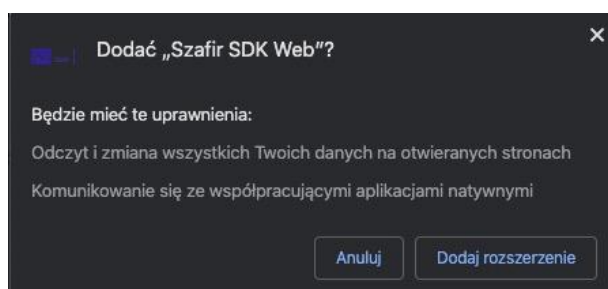 Dodać „Szafir SDK Web”?
Będzie mieć te uprawnienia:
Odczyt i zmiana wszystkich Twoich danych na otwieranych stronach
Komunikowanie się ze współpracującymi aplikacjami natywnymi
Anuluj
Dodaj rozszerzenie